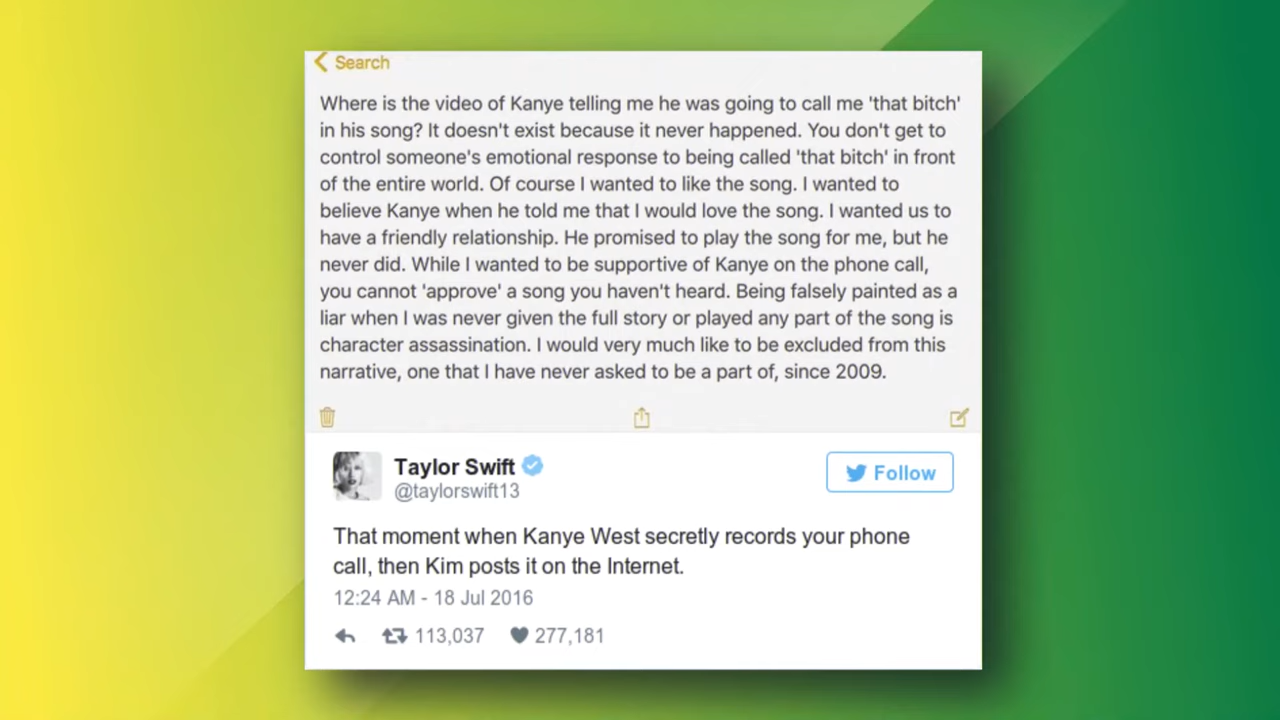 Search
Where is the video of Kanye telling me he was going to call me 'that bitch'
in his song? It doesn't exist because it never happened. You don't get to
control someone's emotional response to being called 'that bitch' in front
of the entire world. Of course I wanted to like the song. I wanted to
believe Kanye when he told me that I would love the song. I wanted us to
have a friendly relationship. He promised to play the song for me, but he
never did. While I wanted to be supportive of Kanye on the phone call,
you cannot 'approve' a song you haven't heard. Being falsely painted as a
liar when I was never given the full story or played any part of the song is
character assassination. I would very much like to be excluded from this
narrative, one that I have never asked to be a part of, since 2009.
Taylor Swift
@taylorswift13
Follow
That moment when Kanye West secretly records your phone
call, then Kim posts it on the Internet.
12:24 AM - 18 Jul 2016
113,037 277,181